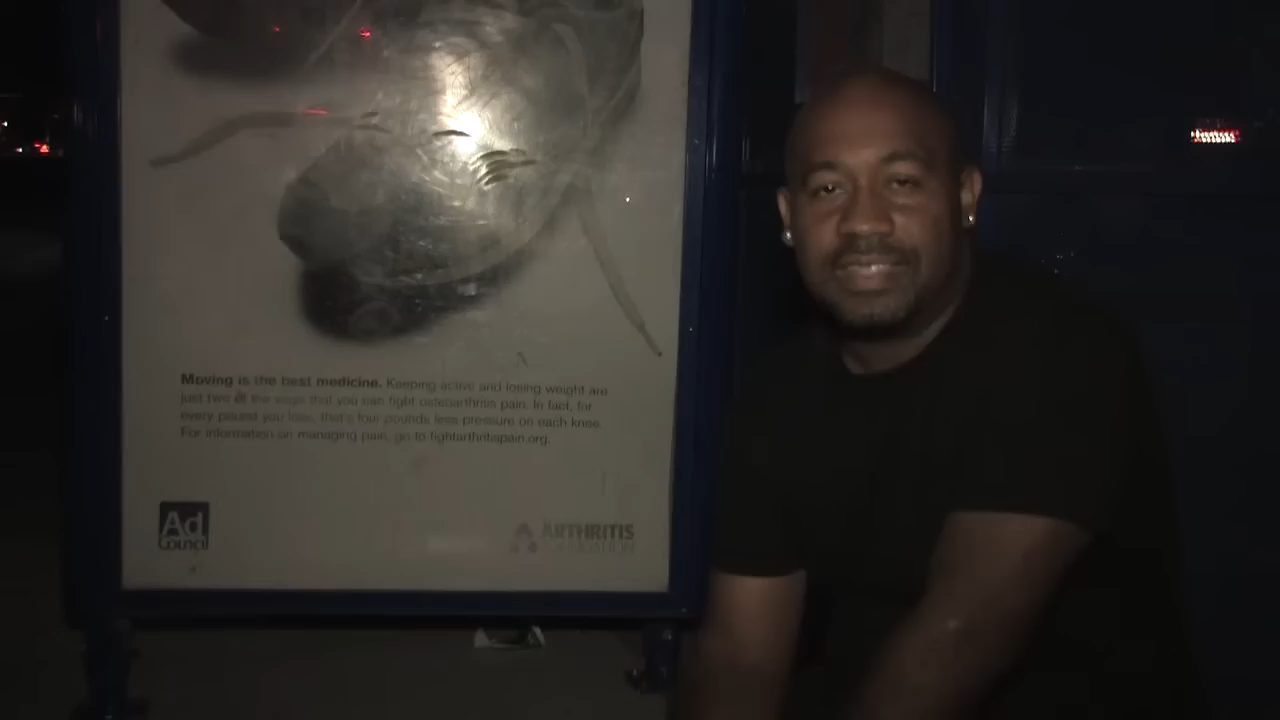 Moving is the best medicine. Keeping active and losing weight are
just two of the ways that you can fight osteoarthritis pain. In fact, for
every pound you lose, that's four pounds less pressure on each knee.
For information on managing pain, go to fightarthritispain.org.
Ad
Council
ARTHRITIS
FOUNDATION